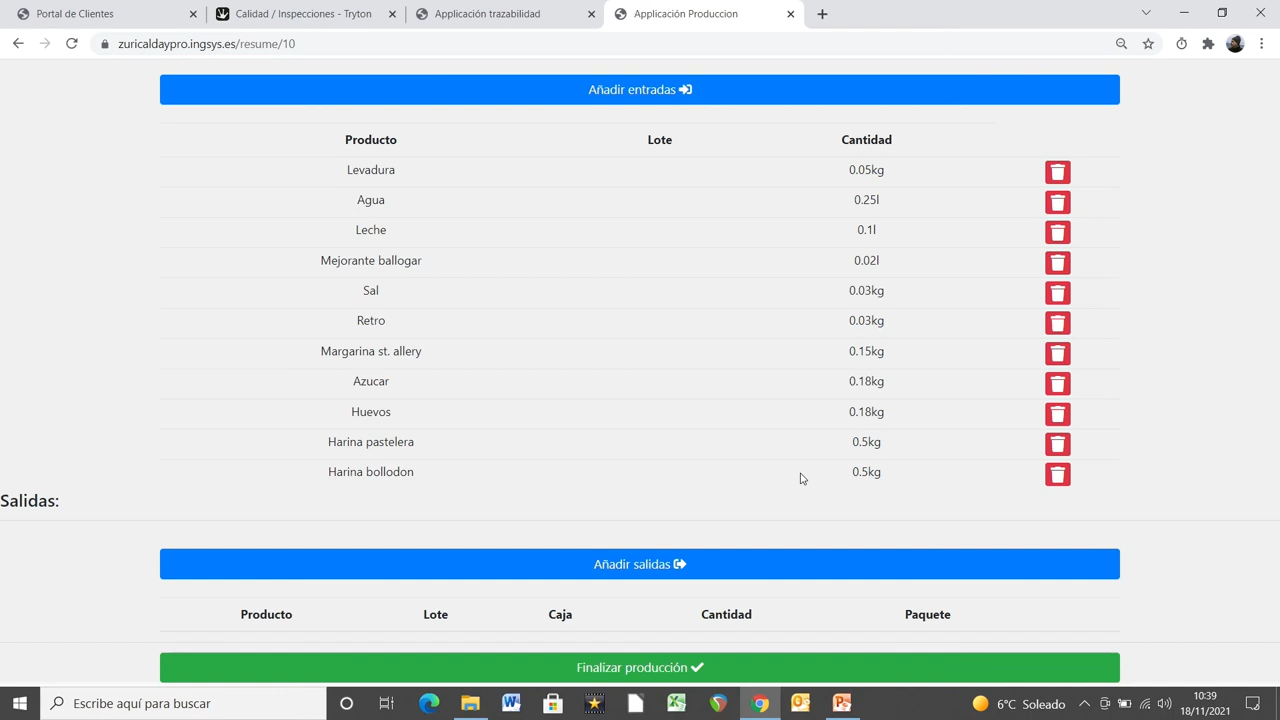 Portal de Clientes
Calidad / Inspecciones - Tryton
Applicación trazabilidad
Applicación Produccion
zuricaldaypro.ingsys.es/resume/10
Añadir entradas
Producto Lote Cantidad
Levadura 0.05kg
Agua 0.25l
Leche 0.1l
Mejorante ballogar 0.02l
Sal 0.03kg
Retro 0.03kg
Margarina st. allery 0.15kg
Azucar 0.18kg
Huevos 0.18kg
Harina pastelera 0.5kg
Harina bollodon 0.5kg
Salidas:
Añadir salidas
Producto Lote Caja Cantidad Paquete
Finalizar producción
Escribe aquí para buscar
6°C Soleado
10:39
18/11/2021